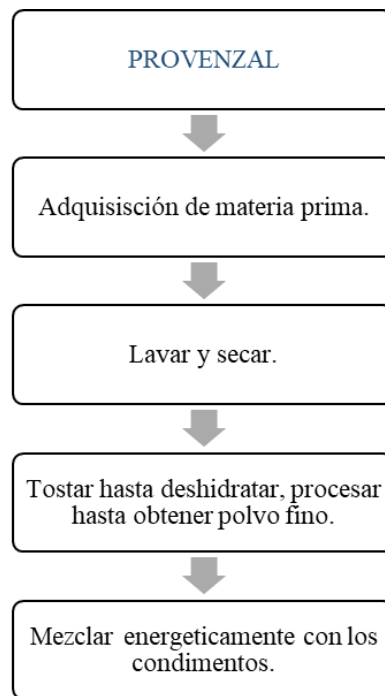 PROVENZAL
Adquisisción de materia prima.
Lavar y secar.
Tostar hasta deshidratar, procesar
hasta obtener polvo fino.
Mezclar energeticamente con los
condimentos.